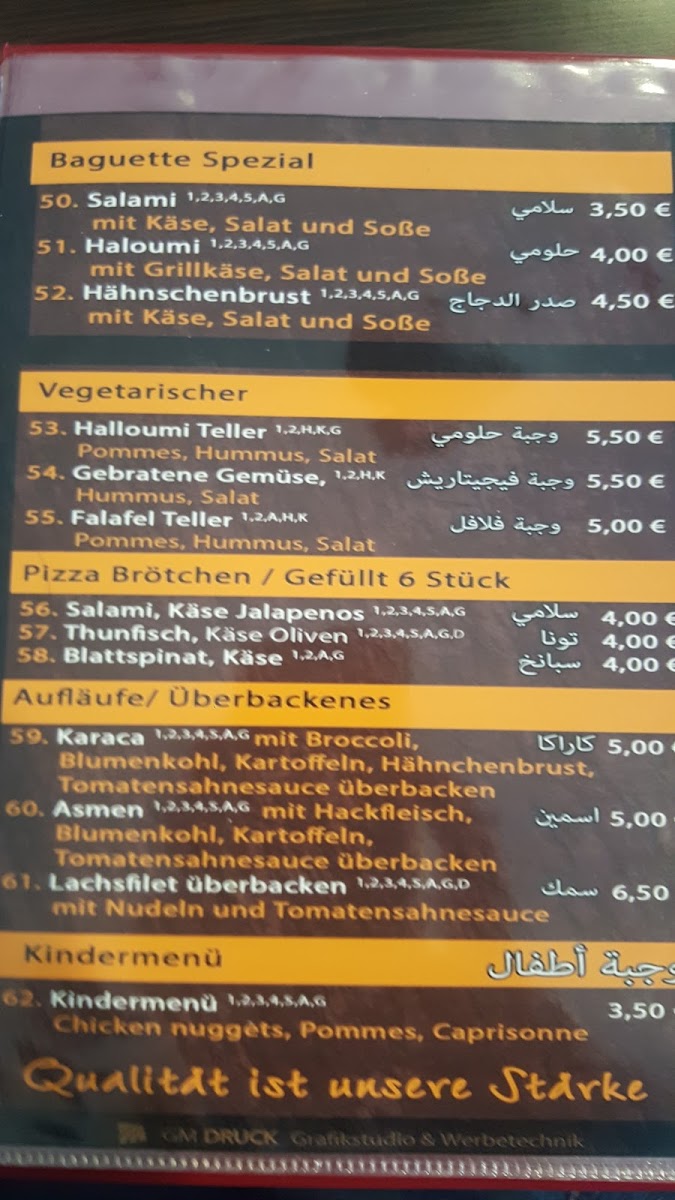 Baguette Spezial
50. Salami 1,2,3,4,5,A,G سلامي 3,50 €
mit Käse, Salat und Soße
51. Haloumi 1,2,3,4,5,A,G حلومي 4,00 €
mit Grillkäse, Salat und Soße
52. Hähnschenbrust 1,2,3,4,5,A,G صدر الدجاج 4,50 €
mit Käse, Salat und Soße
Vegetarischer
53. Halloumi Teller 1,2,H,K,G وجبة حلومي 5,50 €
Pommes, Hummus, Salat
54. Gebratene Gemüse, 1,2,H,K وجبة فيجيتاريش 5,50 €
Hummus, Salat
55. Falafel Teller 1,2,A,H,K وجبة فلافل 5,00 €
Pommes, Hummus, Salat
Pizza Brötchen / Gefüllt 6 Stück
56. Salami, Käse Jalapenos 1,2,3,4,5,A,G سلامي 4,00 €
57. Thunfisch, Käse Oliven 1,2,3,4,5,A,G,D تونا 4,00 €
58. Blattspinat, Käse 1,2,A,G سبانخ 4,00 €
Aufläufe/ Überbackenes
59. Karaca 1,2,3,4,5,A,G mit Broccoli, كاراكا 5,00 €
Blumenkohl, Kartoffeln, Hähnchenbrust,
Tomatensahnesauce überbacken
60. Asmen 1,2,3,4,5,A,G mit Hackfleisch, اسمين 5,00
Blumenkohl, Kartoffeln,
Tomatensahnesauce überbacken
61. Lachsfilet überbacken 1,2,3,4,5,A,G,D سمك 6,50
mit Nudeln und Tomatensahnesauce
Kindermenü وجبة أطفال
62. Kindermenü 1,2,3,4,5,A,G 3,50
Chicken nuggèts, Pommes, Caprisonne
Qualität ist unsere Stärke
GM DRUCK Grafikstudio & Werbetechnik